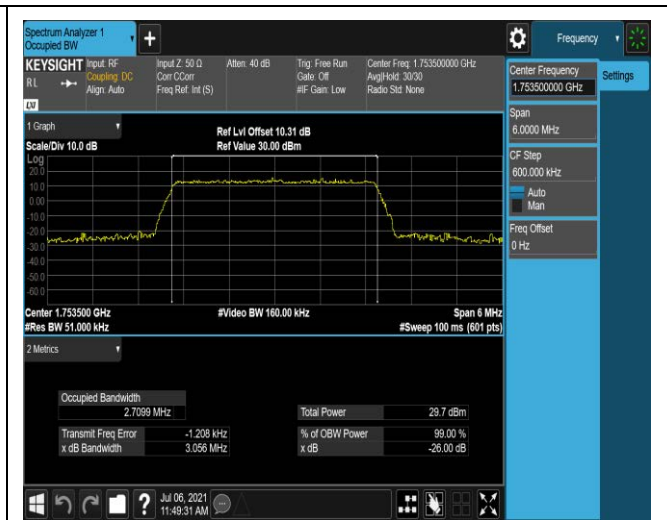 Spectrum Analyzer 1
Occupied BW
Frequency
KEYSIGHT Input: RF
RL Coupling: DC
Align: Auto
LXI
Input Z: 50 Ω
Corr CCorr
Freq Ref: Int (S)
Atten: 40 dB
Trig: Free Run
Gate: Off
#IF Gain: Low
Center Freq: 1.753500000 GHz
Avg|Hold: 30/30
Radio Std: None
Center Frequency
1.753500000 GHz
Settings
Span
6.0000 MHz
CF Step
600.000 kHz
Auto
Man
Freq Offset
0 Hz
1 Graph
Scale/Div 10.0 dB
Ref Lvl Offset 10.31 dB
Ref Value 30.00 dBm
Log
20.0
10.0
0.00
-10.0
-20.0
-30.0
-40.0
-50.0
-60.0
Center 1.753500 GHz
#Video BW 160.00 kHz
Span 6 MHz
#Res BW 51.000 kHz
#Sweep 100 ms (601 pts)
2 Metrics
Occupied Bandwidth
2.7099 MHz
Total Power 29.7 dBm
Transmit Freq Error -1.208 kHz
% of OBW Power 99.00 %
x dB Bandwidth 3.056 MHz
x dB -26.00 dB
?
Jul 06, 2021
11:49:31 AM